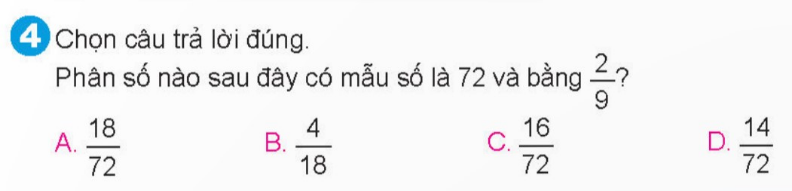 4 Chọn câu trả lời đúng.
Phân số nào sau đây có mẫu số là 72 và bằng 2/9?
A. 18/72 B. 4/18 C. 16/72 D. 14/72